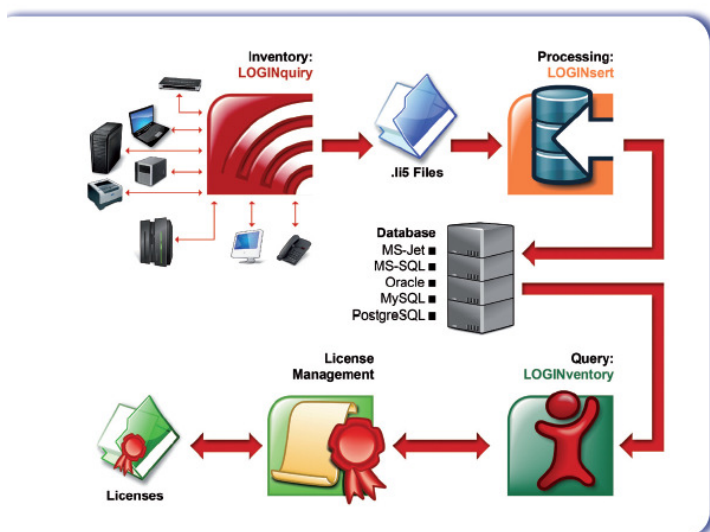 Inventory:
LOGINquiry
Processing:
LOGINsert
.li5 Files
Database
MS-Jet ■
MS-SQL ■
Oracle ■
MySQL ■
PostgreSQL ■
License
Management
Query:
LOGINventory
Licenses